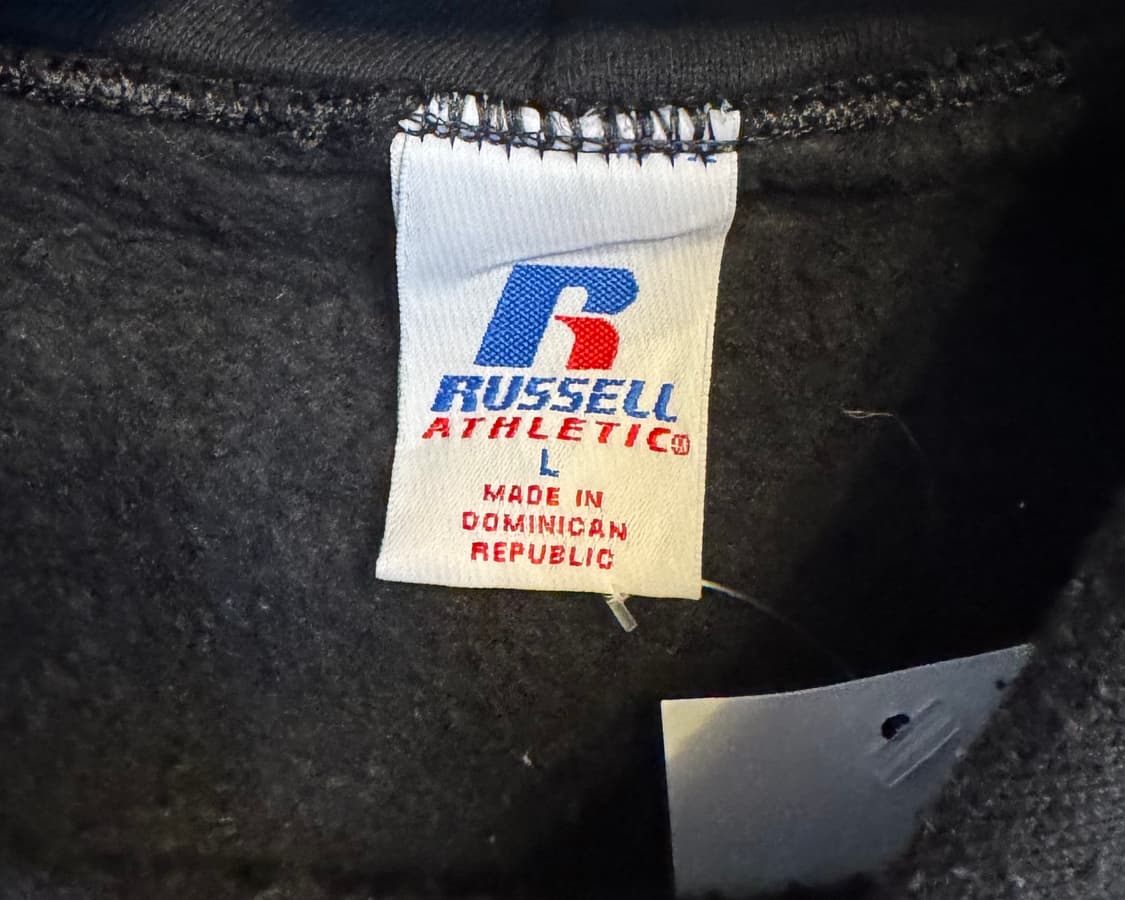 RUSSELL
ATHLETIC®
L
MADE IN
DOMINICAN
REPUBLIC